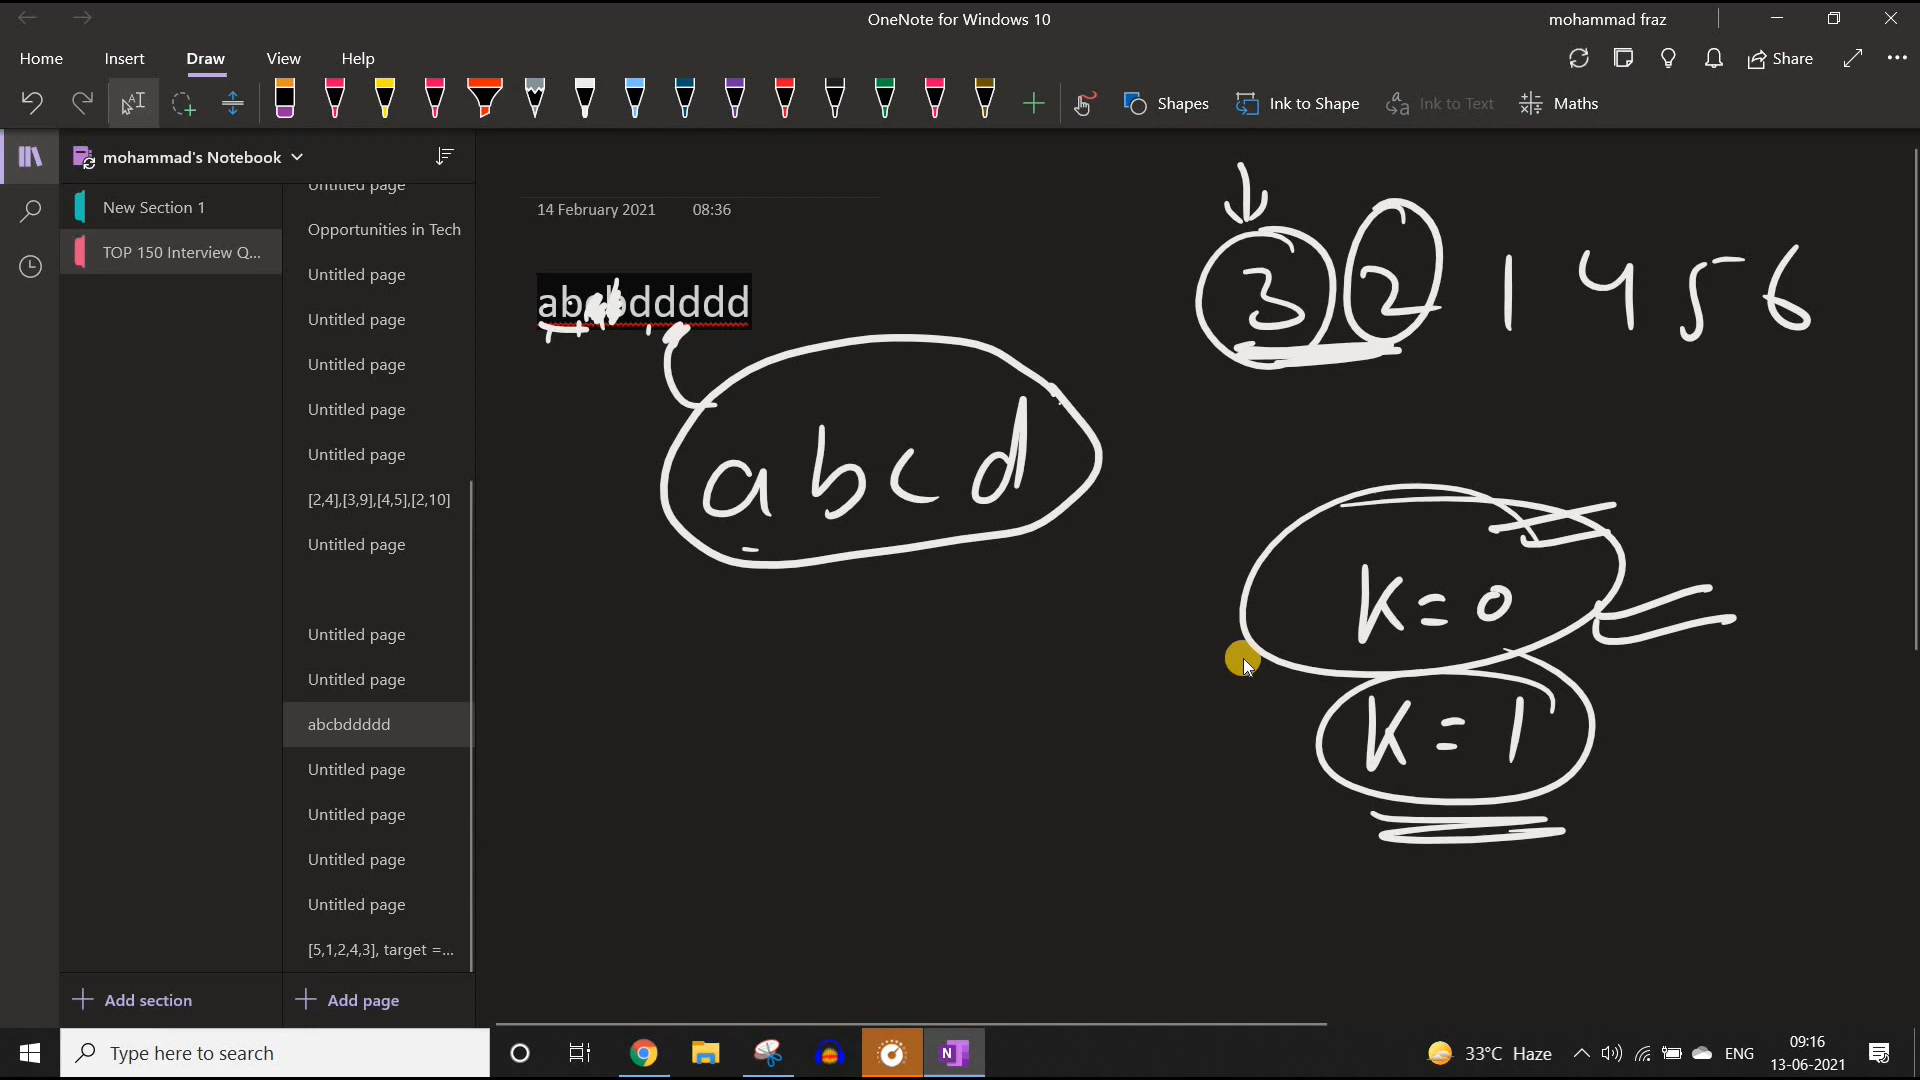 OneNote for Windows 10
mohammad fraz
Home Insert Draw View Help
Share
Shapes Ink to Shape Ink to Text Maths
mohammad's Notebook
New Section 1
TOP 150 Interview Q...
Untitled page
Opportunities in Tech
Untitled page
Untitled page
Untitled page
Untitled page
Untitled page
[2,4],[3,9],[4,5],[2,10]
Untitled page
Untitled page
Untitled page
abcbddddd
Untitled page
Untitled page
Untitled page
Untitled page
[5,1,2,4,3], target =...
Add section
Add page
14 February 2021 08:36
abcbddddd
a b c d
3 2 1 4 5 6
K = 0
K = 1
Type here to search
33°C Haze
ENG
09:16
13-06-2021